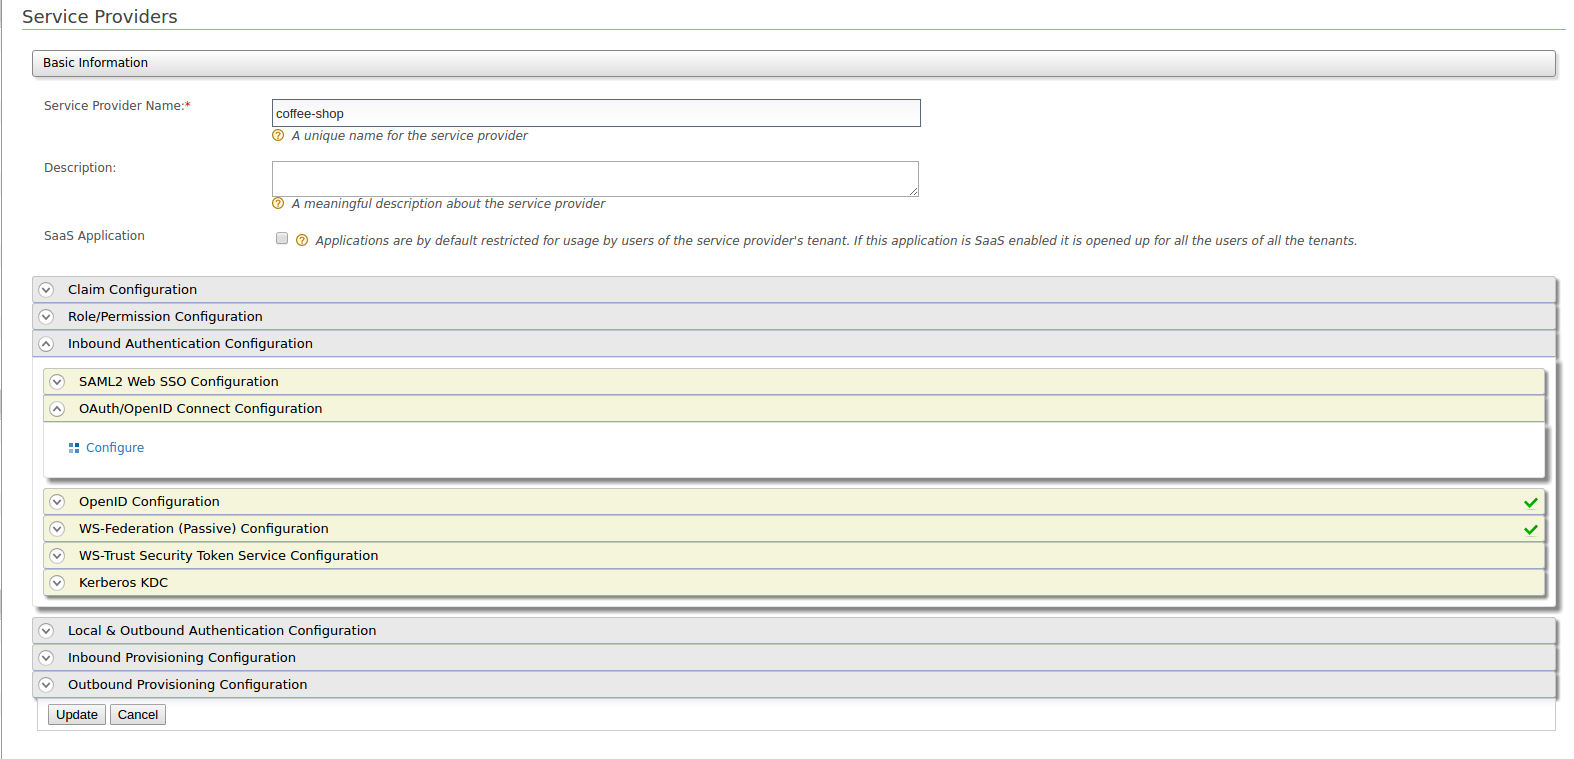 Service Providers
Basic Information
Service Provider Name:*
coffee-shop
A unique name for the service provider
Description:
A meaningful description about the service provider
SaaS Application
Applications are by default restricted for usage by users of the service provider's tenant. If this application is SaaS enabled it is opened up for all the users of all the tenants.
Claim Configuration
Role/Permission Configuration
Inbound Authentication Configuration
SAML2 Web SSO Configuration
OAuth/OpenID Connect Configuration
Configure
OpenID Configuration
WS-Federation (Passive) Configuration
WS-Trust Security Token Service Configuration
Kerberos KDC
Local & Outbound Authentication Configuration
Inbound Provisioning Configuration
Outbound Provisioning Configuration
Update Cancel